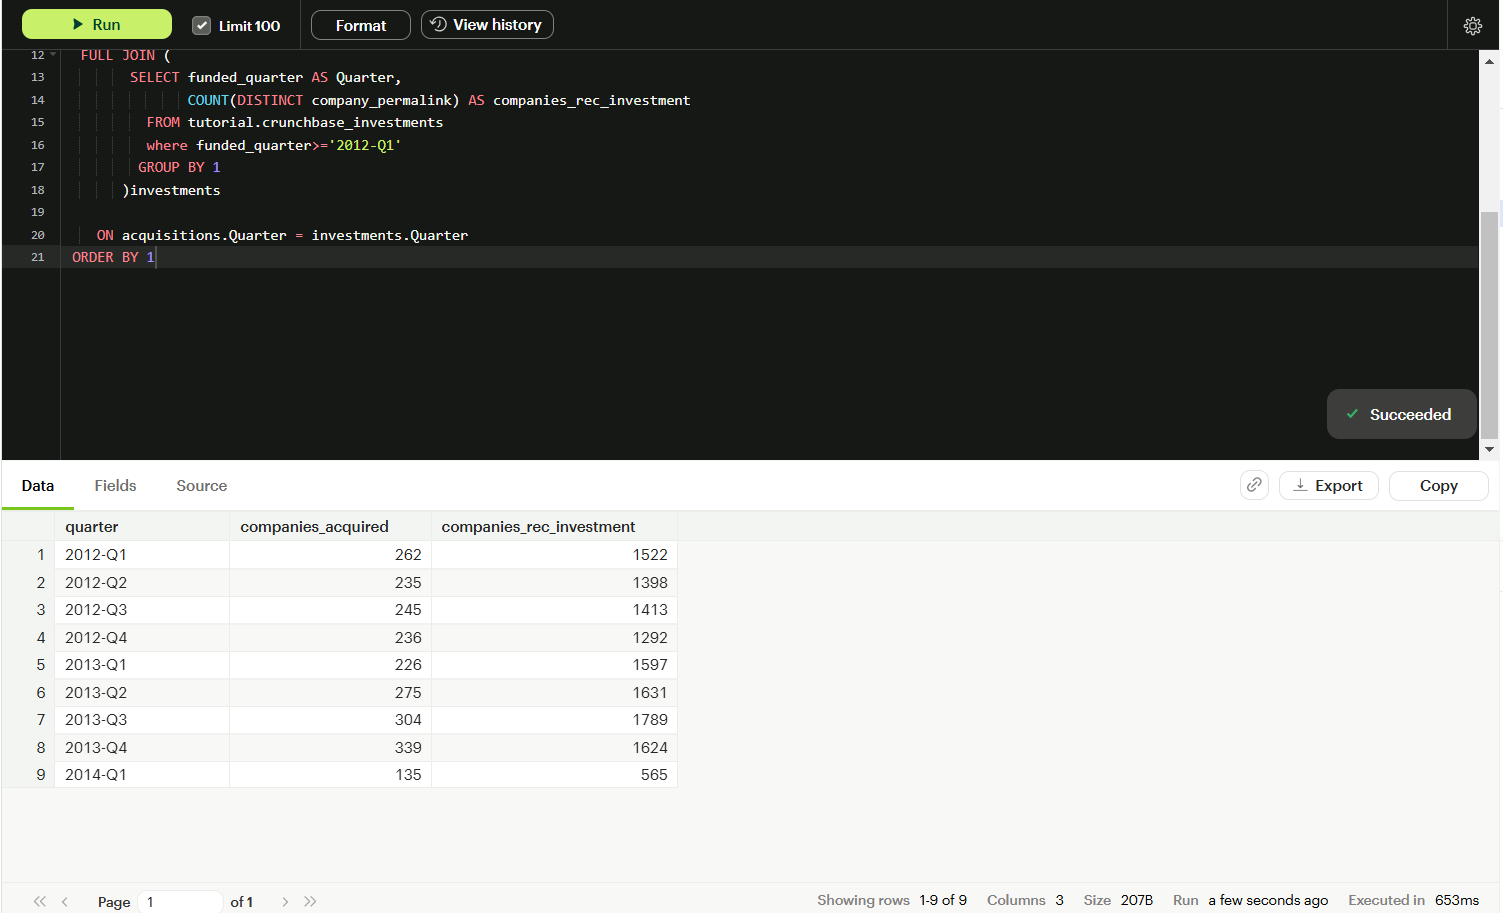 Run Limit 100 Format View history
12 FULL JOIN (
13 SELECT funded_quarter AS Quarter,
14 COUNT(DISTINCT company_permalink) AS companies_rec_investment
15 FROM tutorial.crunchbase_investments
16 where funded_quarter>='2012-Q1'
17 GROUP BY 1
18 )investments
19
20 ON acquisitions.Quarter = investments.Quarter
21 ORDER BY 1
Succeeded
Data Fields Source Export Copy
quarter companies_acquired companies_rec_investment
1 2012-Q1 262 1522
2 2012-Q2 235 1398
3 2012-Q3 245 1413
4 2012-Q4 236 1292
5 2013-Q1 226 1597
6 2013-Q2 275 1631
7 2013-Q3 304 1789
8 2013-Q4 339 1624
9 2014-Q1 135 565
Page 1 of 1 Showing rows 1-9 of 9 Columns 3 Size 207B Run a few seconds ago Executed in 653ms